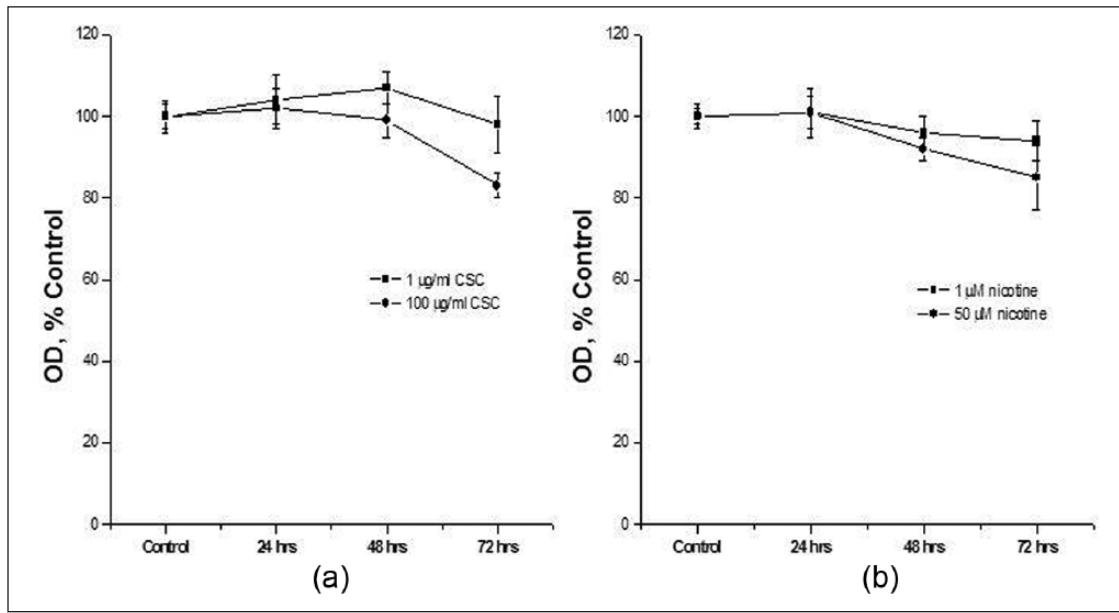 120
100
80
60
40
20
0
OD, % Control
1 µg/ml CSC
100 µg/ml CSC
Control 24 hrs 48 hrs 72 hrs
(a)
120
100
80
60
40
20
0
OD, % Control
1 µM nicotine
50 µM nicotine
Control 24 hrs 48 hrs 72 hrs
(b)